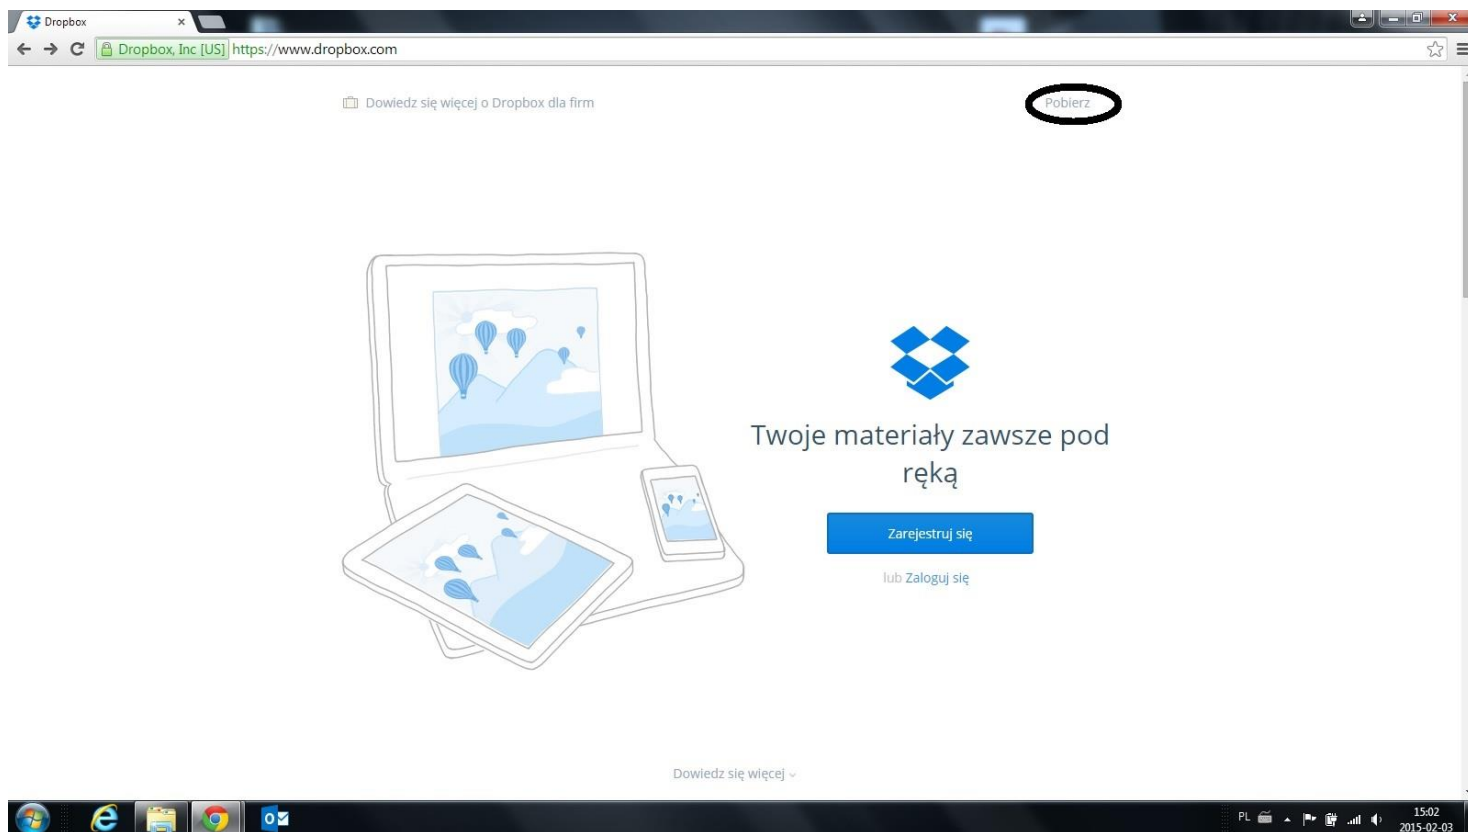 Dropbox
Dropbox, Inc [US] https://www.dropbox.com
Dowiedz się więcej o Dropbox dla firm
Pobierz
Twoje materiały zawsze pod
ręką
Zarejestruj się
lub Zaloguj się
Dowiedz się więcej
PL
15:02
2015-02-03